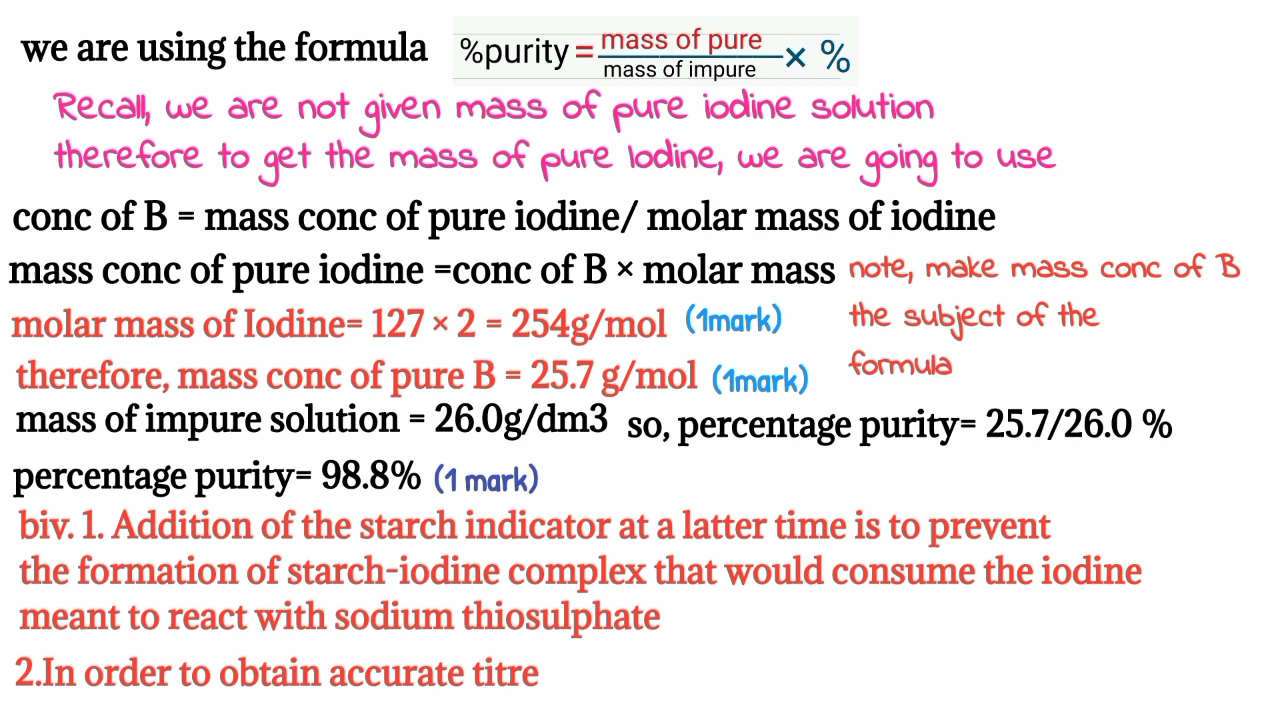 we are using the formula %purity = mass of pure / mass of impure × %
Recall, we are not given mass of pure iodine solution
therefore to get the mass of pure Iodine, we are going to use
conc of B = mass conc of pure iodine/ molar mass of iodine
mass conc of pure iodine =conc of B × molar mass note, make mass conc of B
molar mass of Iodine= 127 × 2 = 254g/mol (1mark) the subject of the
therefore, mass conc of pure B = 25.7 g/mol (1mark) formula
mass of impure solution = 26.0g/dm3 so, percentage purity= 25.7/26.0 %
percentage purity= 98.8% (1 mark)
biv. 1. Addition of the starch indicator at a latter time is to prevent
the formation of starch-iodine complex that would consume the iodine
meant to react with sodium thiosulphate
2.In order to obtain accurate titre